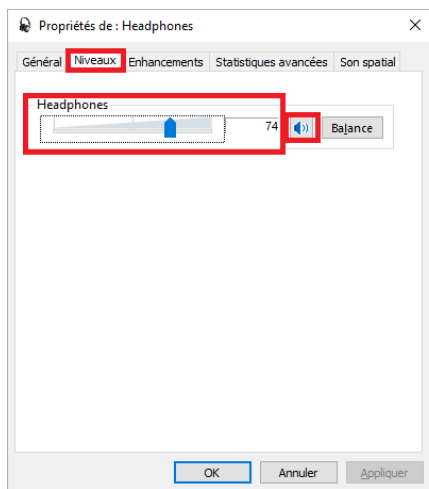 Propriétés de : Headphones
Général Niveaux Enhancements Statistiques avancées Son spatial
Headphones
74 Balance
OK Annuler Appliquer